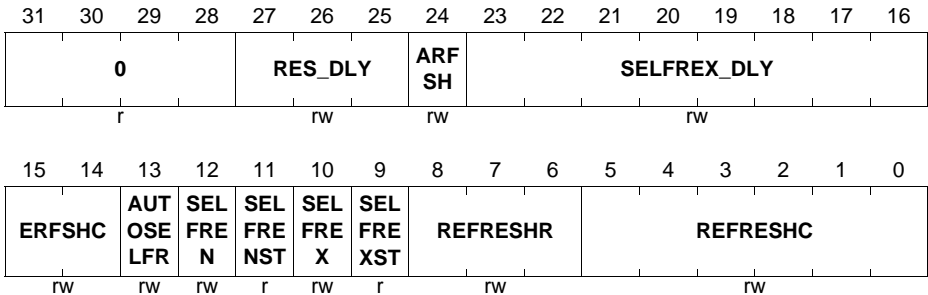 31 30 29 28 27 26 25 24 23 22 21 20 19 18 17 16
0 RES_DLY ARF SH SELFREX_DLY
r rw rw rw
15 14 13 12 11 10 9 8 7 6 5 4 3 2 1 0
ERFSHC AUT OSE LFR SEL FRE N SEL FRE NST SEL FRE X SEL FRE XST REFRESHR REFRESHC
rw rw rw r rw r rw rw